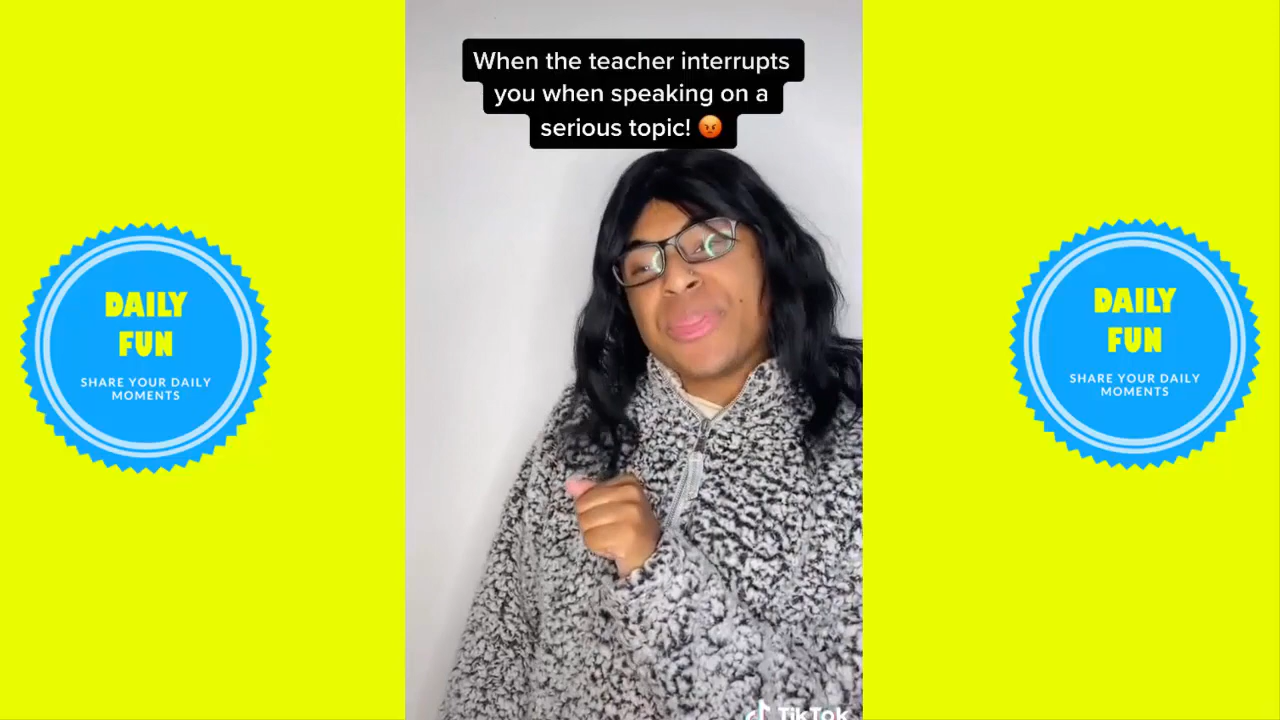 When the teacher interrupts
you when speaking on a
serious topic! 😡
DAILY
FUN
SHARE YOUR DAILY
MOMENTS
DAILY
FUN
SHARE YOUR DAILY
MOMENTS
TikTok